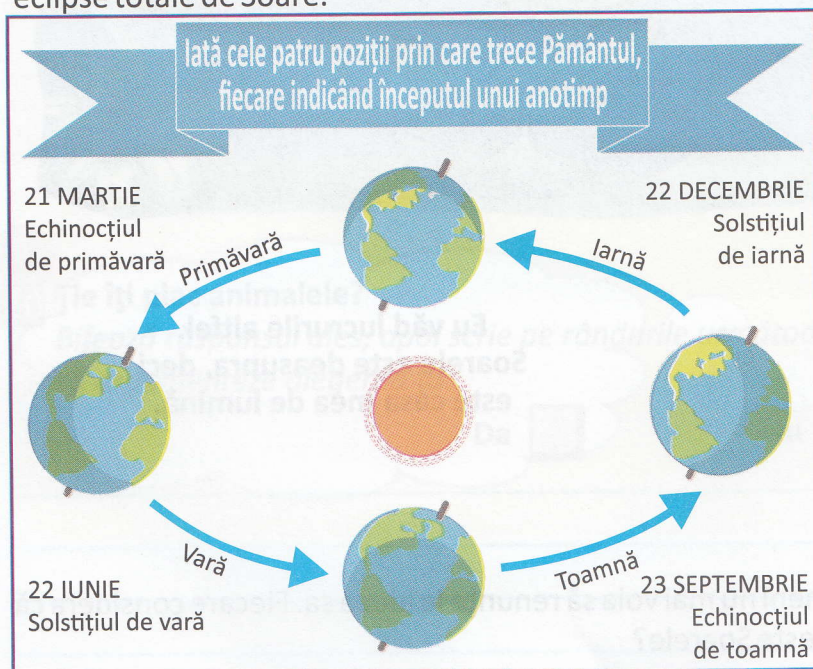 eclipse totale de Soare.
Iată cele patru poziții prin care trece Pământul,
fiecare indicând începutul unui anotimp
21 MARTIE
Echinocțiul
de primăvară
Primăvară
22 DECEMBRIE
Solstițiul
de iarnă
Iarnă
22 IUNIE
Solstițiul de vară
Vară
Toamnă
23 SEPTEMBRIE
Echinocțiul
de toamnă